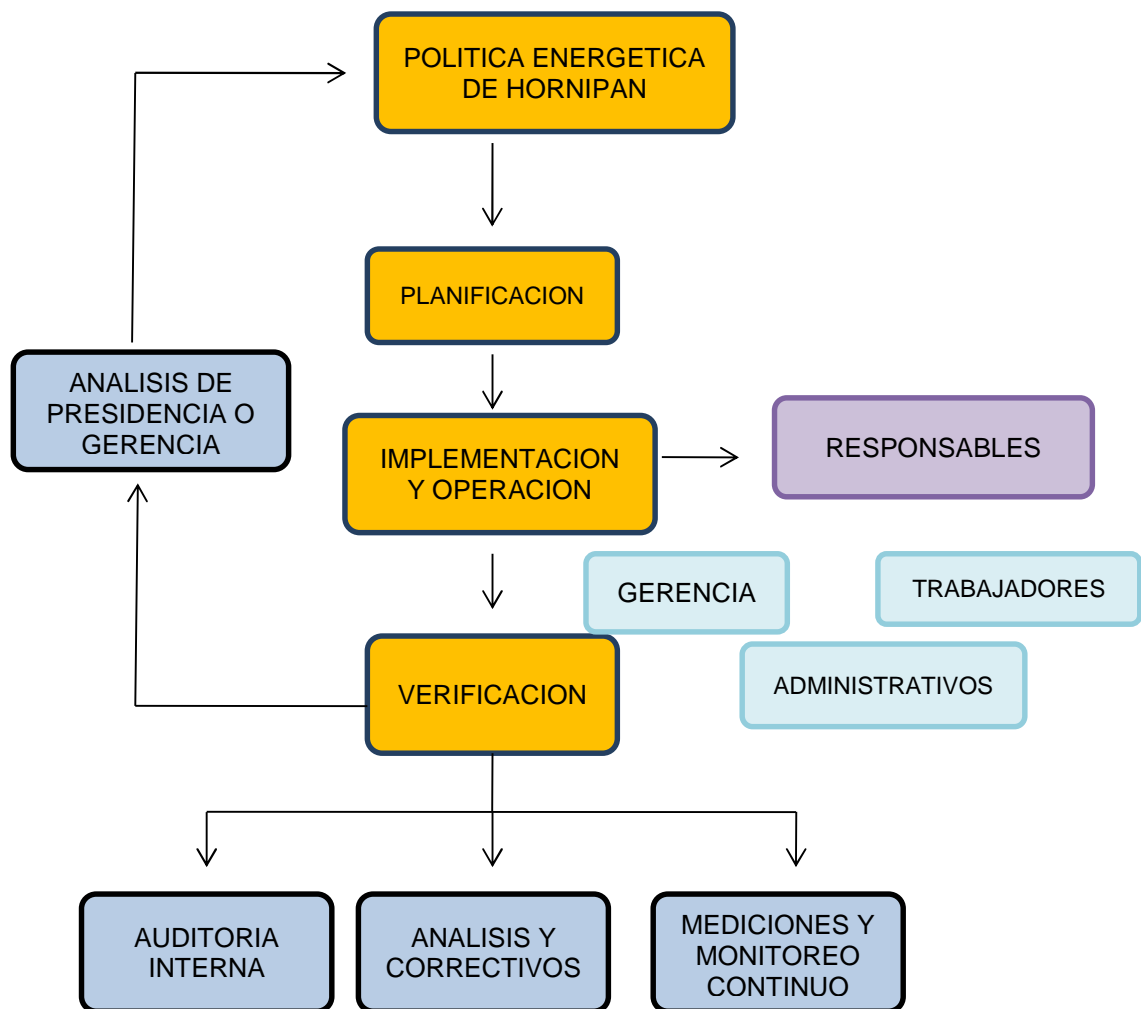 POLITICA ENERGETICA
DE HORNIPAN
PLANIFICACION
ANALISIS DE
PRESIDENCIA O
GERENCIA
IMPLEMENTACION
Y OPERACION
RESPONSABLES
GERENCIA
TRABAJADORES
ADMINISTRATIVOS
VERIFICACION
AUDITORIA
INTERNA
ANALISIS Y
CORRECTIVOS
MEDICIONES Y
MONITOREO
CONTINUO